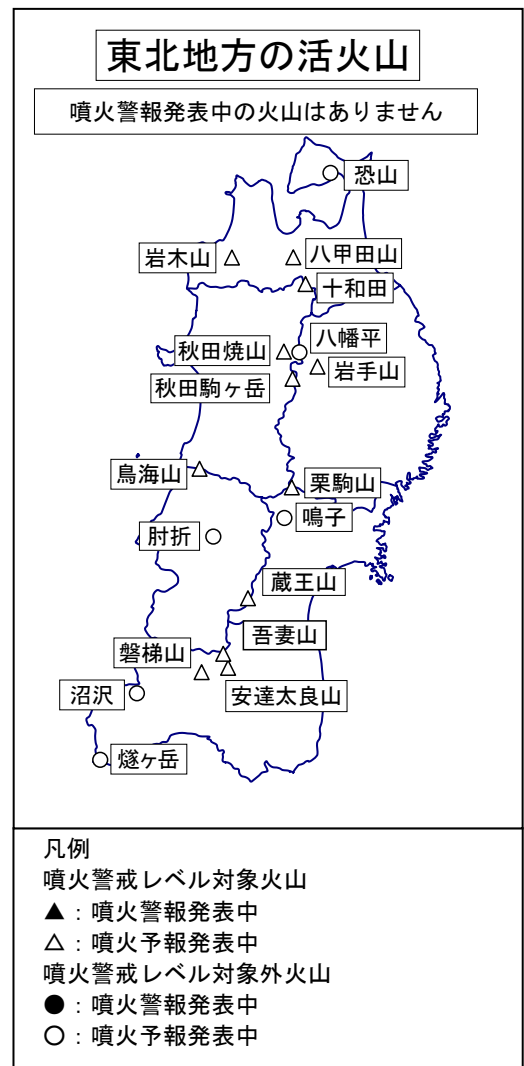 東北地方の活火山
噴火警報発表中の火山はありません
恐山
岩木山
八甲田山
十和田
八幡平
秋田焼山
岩手山
秋田駒ヶ岳
鳥海山
栗駒山
鳴子
肘折
蔵王山
吾妻山
磐梯山
沼沢
安達太良山
燧ヶ岳
凡例
噴火警戒レベル対象火山
▲：噴火警報発表中
△：噴火予報発表中
噴火警戒レベル対象外火山
●：噴火警報発表中
○：噴火予報発表中